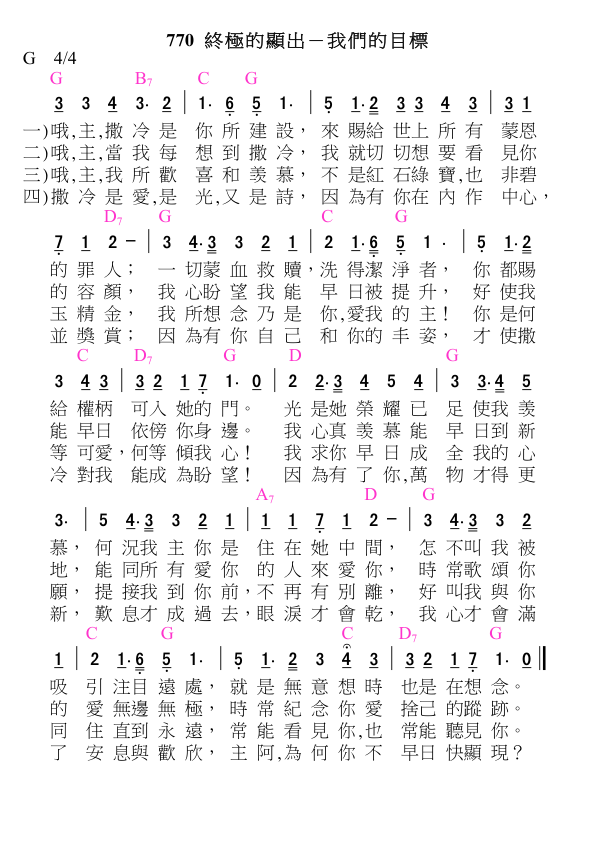 770 終極的顯出－我們的目標
G 4/4
G B7 C G
3 3 4 3· 2 | 1· 6 5 1· | 5 1·2 3 3 4 3 | 3 1
一)哦,主,撒 冷 是 你 所 建 設， 來 賜給 世上 所 有 蒙恩
二)哦,主,當 我 每 想 到 撒 冷， 我 就切 切想 要 看 見你
三)哦,主,我 所 歡 喜 和 羨 慕， 不 是紅 石綠 寶,也 非碧
四)撒 冷 是 愛,是 光,又 是 詩， 因 為有 你在 內 作 中心，
D7 G C G
7 1 2 － | 3 4·3 3 2 1 | 2 1·6 5 1 · | 5 1·2
的 罪 人； 一 切蒙 血 救 贖,洗 得潔 淨 者， 你 都賜
的 容 顏， 我 心盼 望 我 能 早 日被 提 升， 好 使我
玉 精 金， 我 所想 念 乃 是 你,愛我 的 主! 你 是何
並 獎 賞； 因 為有 你 自 己 和 你的 丰 姿， 才 使撒
C D7 G D G
3 4 3 | 3 2 1 7 1· 0 | 2 2·3 4 5 4 | 3 3·4 5
給 權柄 可入 她的 門。 光 是她 榮 耀 已 足 使我 羨
能 早日 依傍 你身 邊。 我 心真 羨 慕 能 早 日到 新
等 可愛,何等 傾我 心! 我 求你 早 日 成 全 我的 心
冷 對我 能成 為盼 望! 因 為有 了 你,萬 物 才得 更
A7 D G
3· | 5 4·3 3 2 1 | 1 1 7 1 2 － | 3 4·3 3 2
慕， 何 況我 主 你 是 住 在 她 中 間， 怎 不叫 我 被
地， 能 同所 有 愛 你 的 人 來 愛 你， 時 常歌 頌 你
願， 提 接我 到 你 前,不 再 有 別 離， 好 叫我 與 你
新， 歎 息才 成 過 去,眼 淚 才 會 乾， 我 心才 會 滿
C G C D7 G
1 | 2 1·6 5 1· | 5 1· 2 3 4 3 | 3 2 1 7 1· 0
吸 引 注目 遠 處， 就 是 無 意 想 時 也是 在想 念。
的 愛 無邊 無 極， 時 常 紀 念 你 愛 捨己 的蹤 跡。
同 住 直到 永 遠， 常 能 看 見 你,也 常能 聽見 你。
了 安 息與 歡 欣， 主 阿,為 何 你 不 早日 快顯 現？